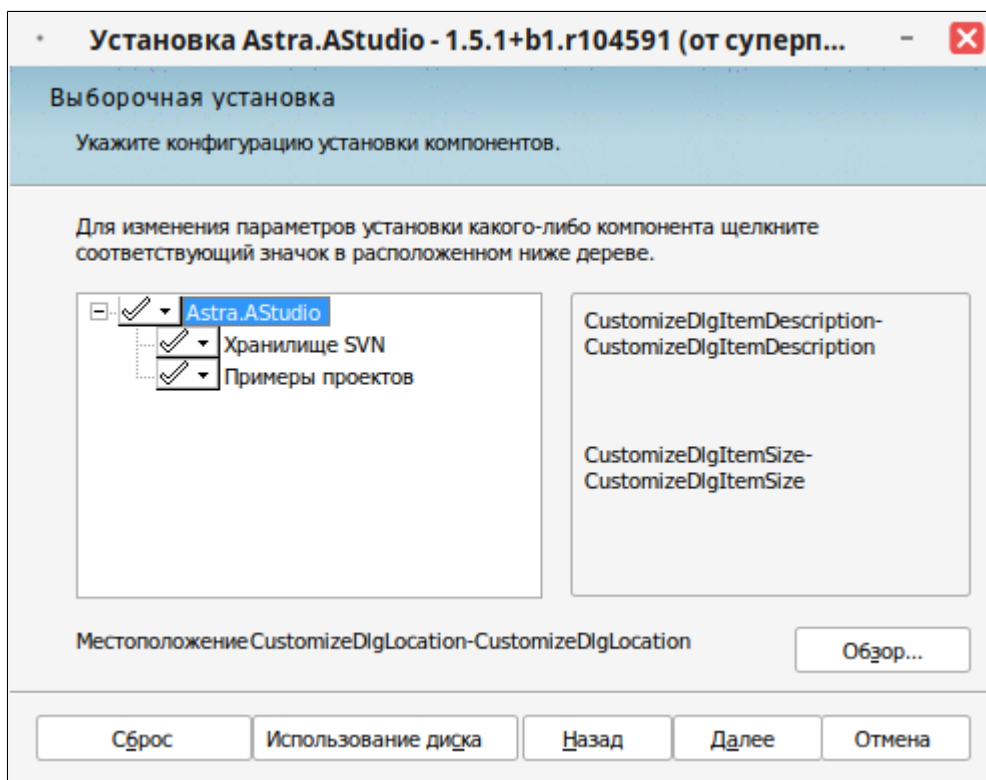 Установка Astra.AStudio - 1.5.1+b1.r104591 (от суперп...
Выборочная установка
Укажите конфигурацию установки компонентов.
Для изменения параметров установки какого-либо компонента щелкните
соответствующий значок в расположенном ниже дереве.
Astra.AStudio
Хранилище SVN
Примеры проектов
CustomizeDlgItemDescription-
CustomizeDlgItemDescription
CustomizeDlgItemSize-
CustomizeDlgItemSize
Местоположение CustomizeDlgLocation-CustomizeDlgLocation
Обзор...
Сброс
Использование диска
Назад
Далее
Отмена